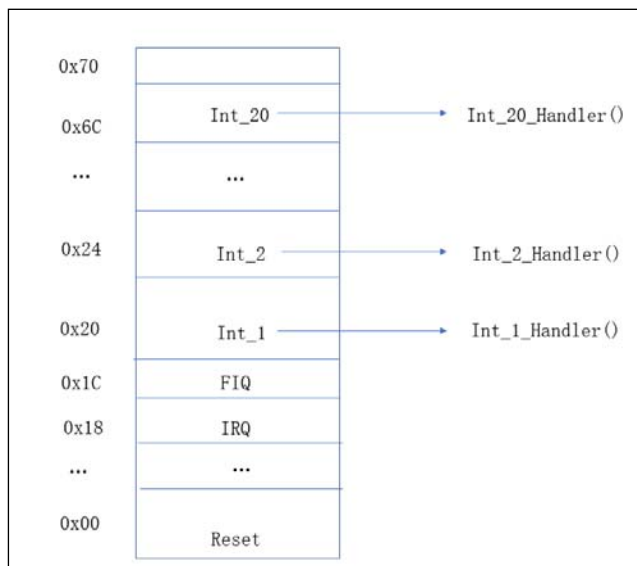 0x70
0x6C Int_20 Int_20_Handler()
... ...
0x24 Int_2 Int_2_Handler()
0x20 Int_1 Int_1_Handler()
0x1C FIQ
0x18 IRQ
... ...
0x00 Reset